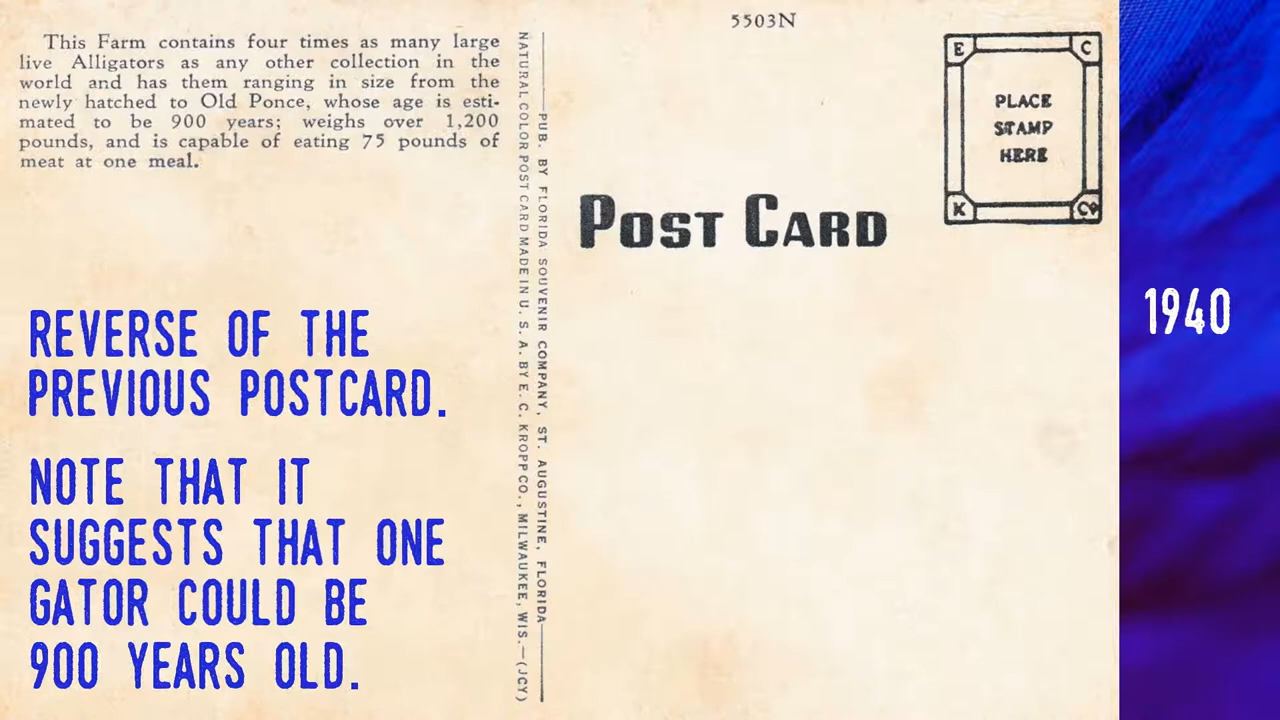 This Farm contains four times as many large
live Alligators as any other collection in the
world and has them ranging in size from the
newly hatched to Old Ponce, whose age is esti-
mated to be 900 years; weighs over 1,200
pounds, and is capable of eating 75 pounds of
meat at one meal.
REVERSE OF THE
PREVIOUS POSTCARD.
NOTE THAT IT
SUGGESTS THAT ONE
GATOR COULD BE
900 YEARS OLD.
NATURAL COLOR POST CARD MADE IN U. S. A. BY E. C. KROPP CO., MILWAUKEE, WIS.—(JCY)
PUB. BY FLORIDA SOUVENIR COMPANY, ST. AUGUSTINE, FLORIDA
5503N
POST CARD
E C
PLACE
STAMP
HERE
K Co
1940